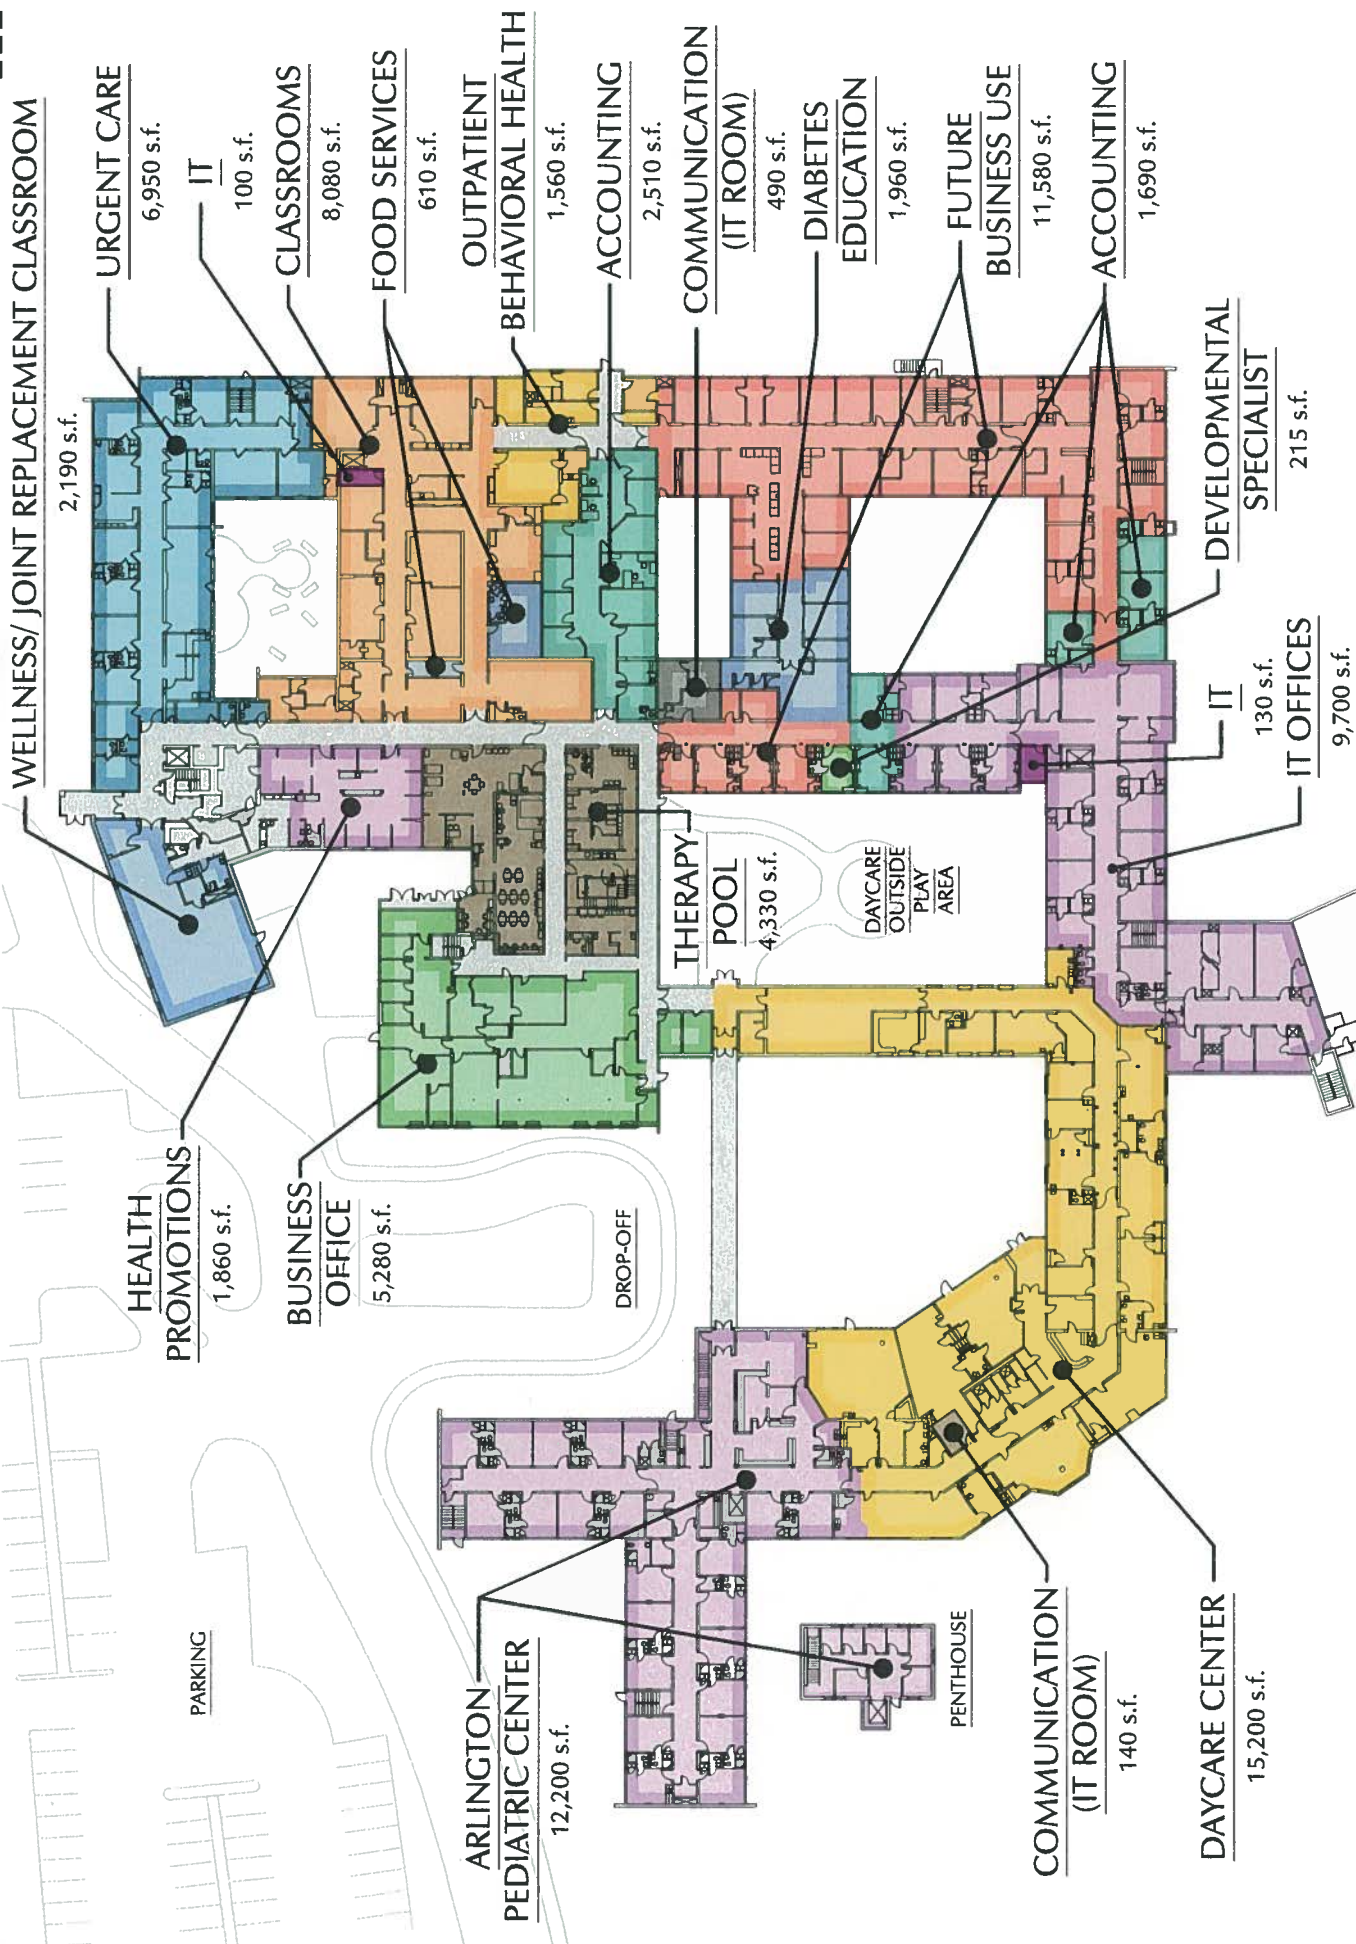 WELLNESS/ JOINT REPLACEMENT CLASSROOM
2,190 s.f.
URGENT CARE
6,950 s.f.
IT
100 s.f.
CLASSROOMS
8,080 s.f.
FOOD SERVICES
610 s.f.
OUTPATIENT
BEHAVIORAL HEALTH
1,560 s.f.
ACCOUNTING
2,510 s.f.
COMMUNICATION
(IT ROOM)
490 s.f.
DIABETES
EDUCATION
1,960 s.f.
FUTURE
BUSINESS USE
11,580 s.f.
ACCOUNTING
1,690 s.f.
DEVELOPMENTAL
SPECIALIST
215 s.f.
IT
130 s.f.
IT OFFICES
9,700 s.f.
THERAPY
POOL
4,330 s.f.
DAYCARE
OUTSIDE
PLAY
AREA
HEALTH
PROMOTIONS
1,860 s.f.
BUSINESS
OFFICE
5,280 s.f.
DROP-OFF
PARKING
ARLINGTON
PEDIATRIC CENTER
12,200 s.f.
PENTHOUSE
COMMUNICATION
(IT ROOM)
140 s.f.
DAYCARE CENTER
15,200 s.f.